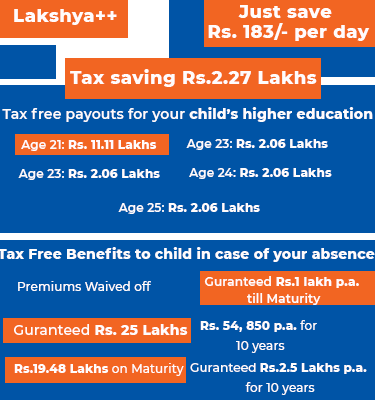 Lakshya++
Just save
Rs. 183/- per day
Tax saving Rs.2.27 Lakhs
Tax free payouts for your child's higher education
Age 21: Rs. 11.11 Lakhs
Age 23: Rs. 2.06 Lakhs
Age 23: Rs. 2.06 Lakhs
Age 24: Rs. 2.06 Lakhs
Age 25: Rs. 2.06 Lakhs
Tax Free Benefits to child in case of your absence
Premiums Waived off
Guranteed Rs.1 lakh p.a.
till Maturity
Guranteed Rs. 25 Lakhs
Rs. 54, 850 p.a. for
10 years
Rs.19.48 Lakhs on Maturity
Guranteed Rs.2.5 Lakhs p.a.
for 10 years